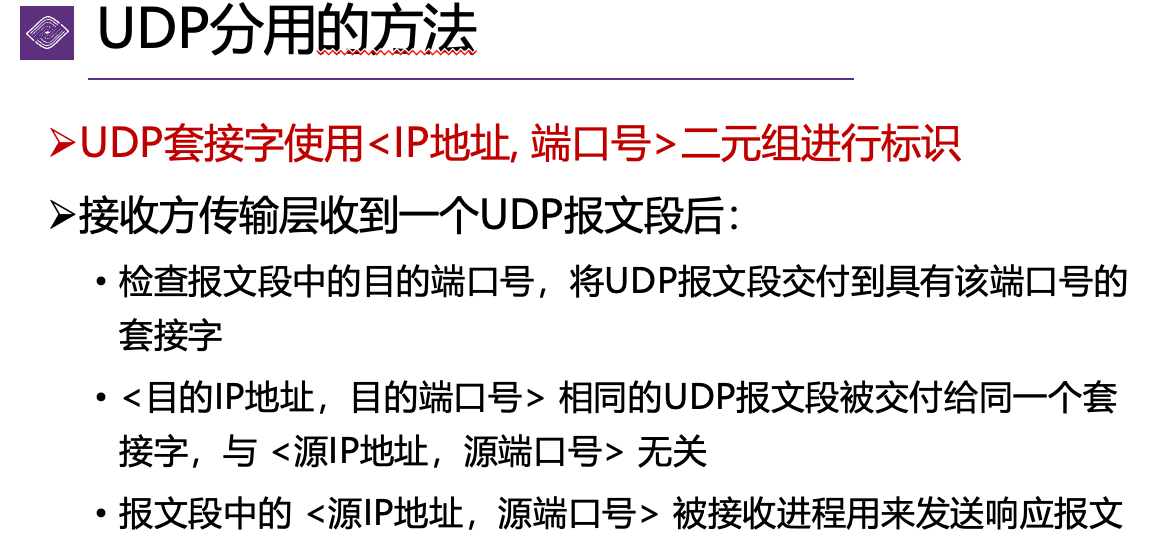 UDP分用的方法
➢UDP套接字使用<IP地址, 端口号>二元组进行标识
➢接收方传输层收到一个UDP报文段后：
• 检查报文段中的目的端口号，将UDP报文段交付到具有该端口号的
套接字
• <目的IP地址，目的端口号> 相同的UDP报文段被交付给同一个套
接字，与 <源IP地址，源端口号> 无关
• 报文段中的 <源IP地址，源端口号> 被接收进程用来发送响应报文